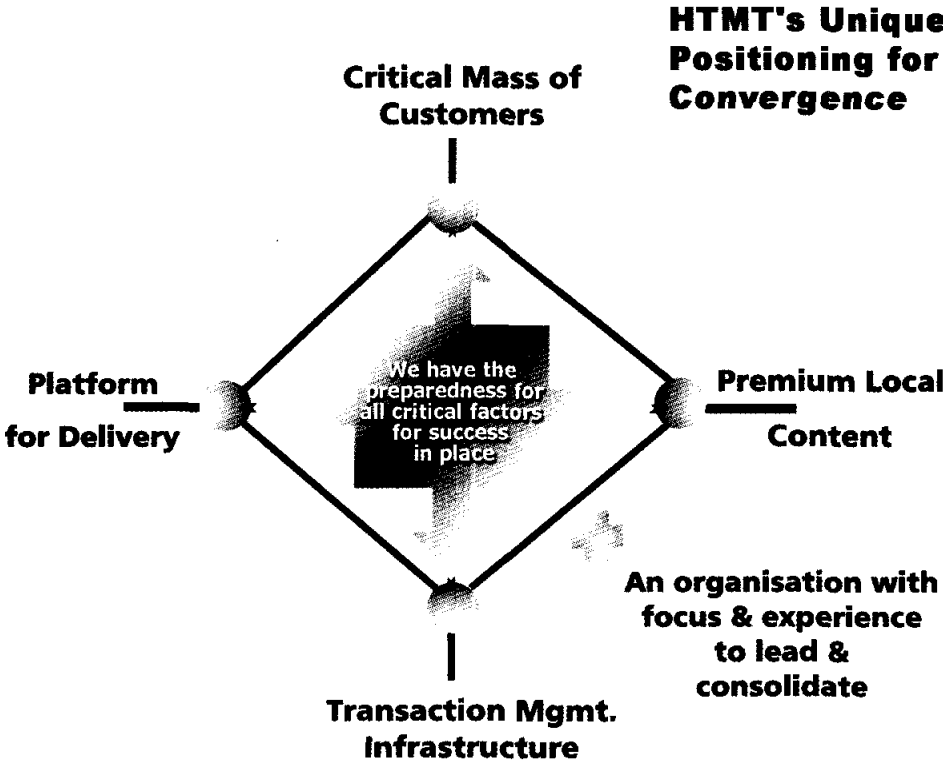 HTMT's Unique
Positioning for
Convergence
Critical Mass of
Customers
Platform
for Delivery
We have the
preparedness for
all critical factors
for success
in place
Premium Local
Content
An organisation with
focus & experience
to lead &
consolidate
Transaction Mgmt.
Infrastructure